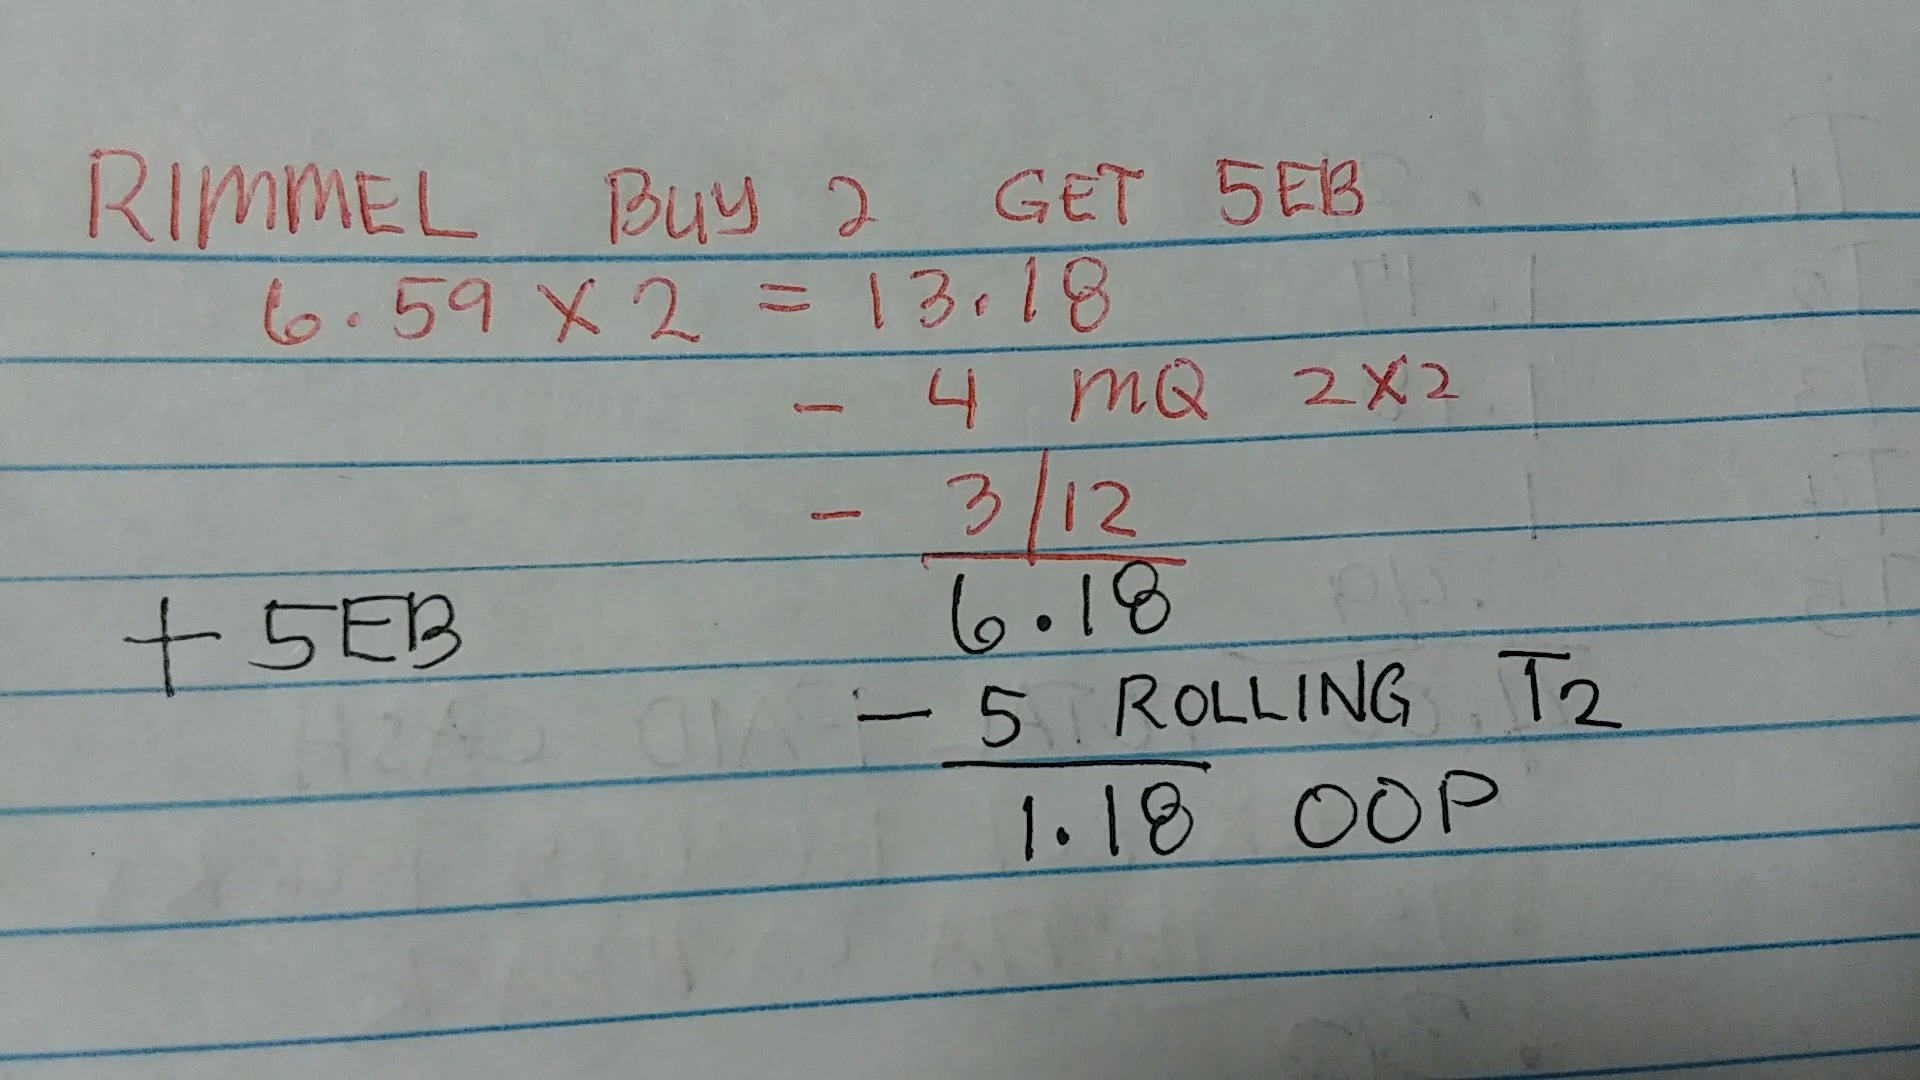 RIMMEL BUY 2 GET 5EB
6.59 X 2 = 13.18
- 4 MQ 2X2
- 3/12
+ 5EB 6.18
- 5 ROLLING T2
1.18 OOP